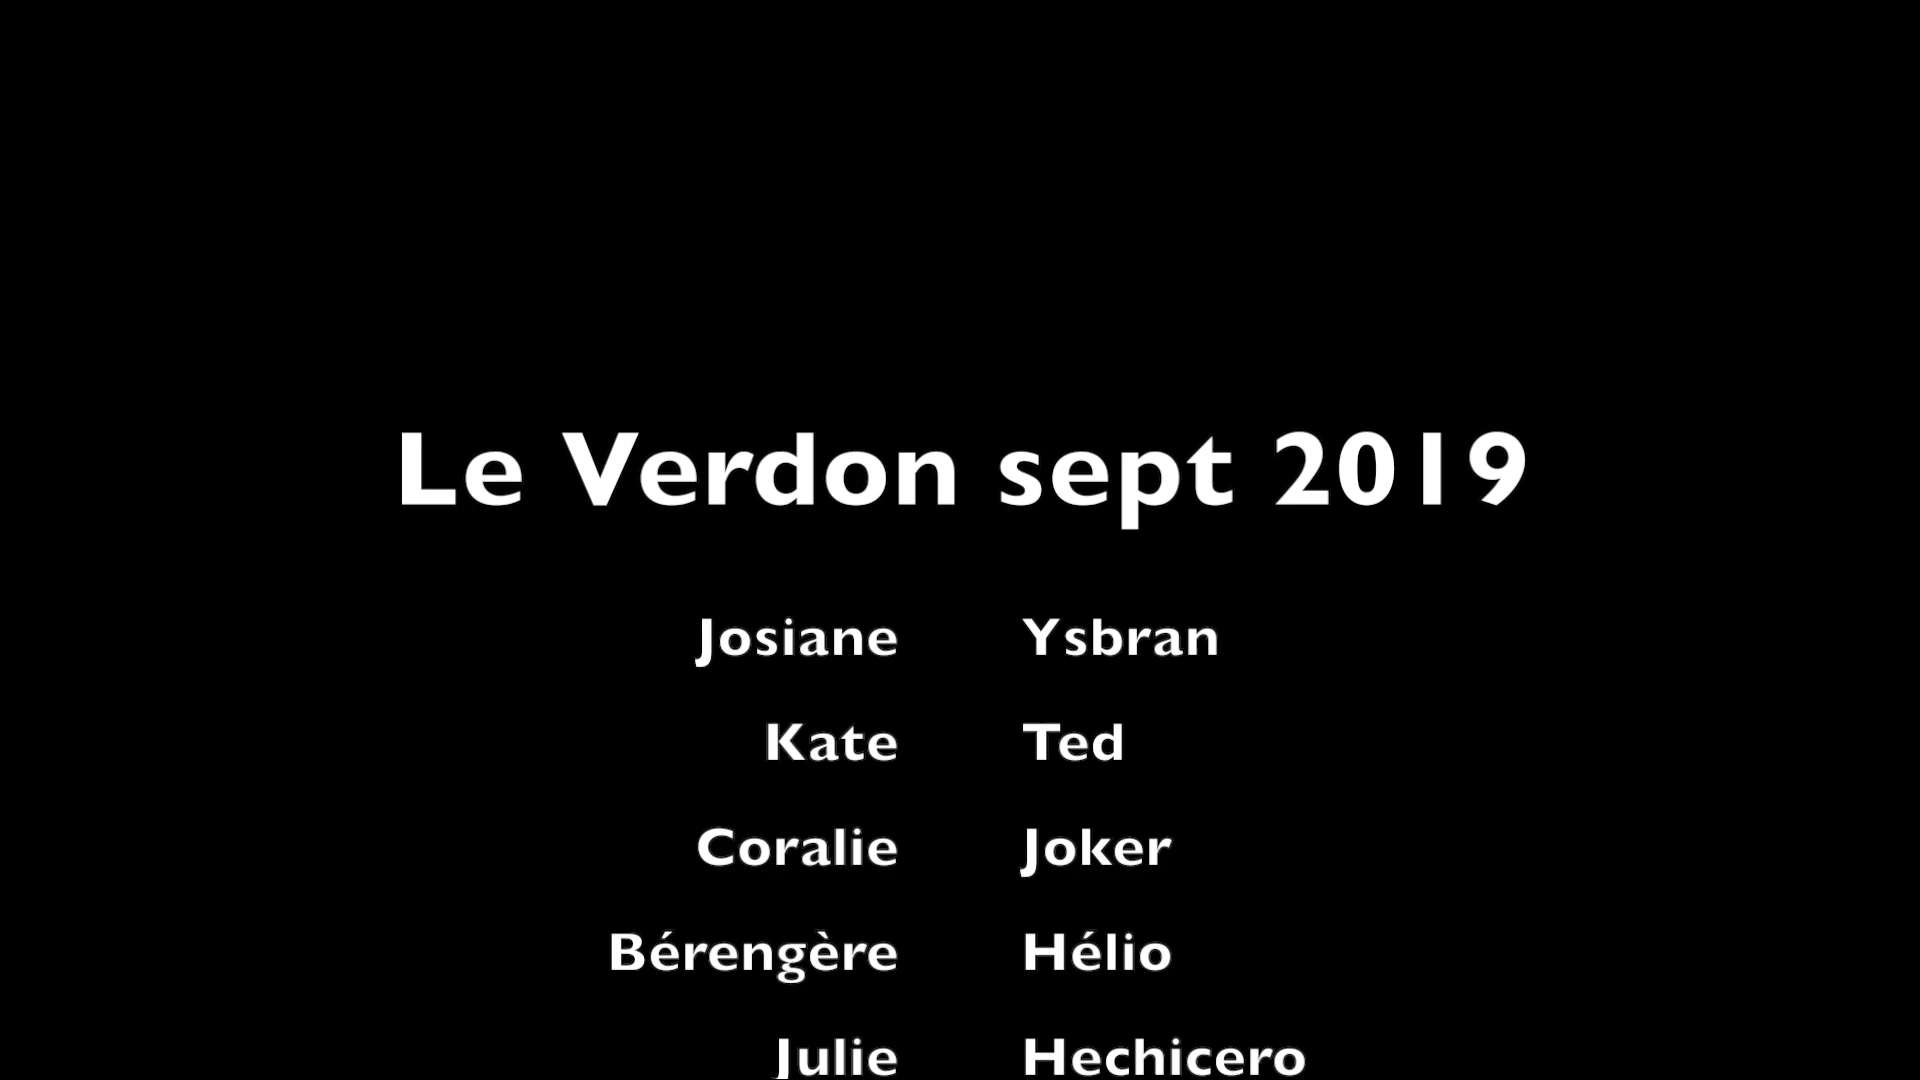 Le Verdon sept 2019
Josiane Ysbran
Kate Ted
Coralie Joker
Bérengère Hélio
Julie Hechicero